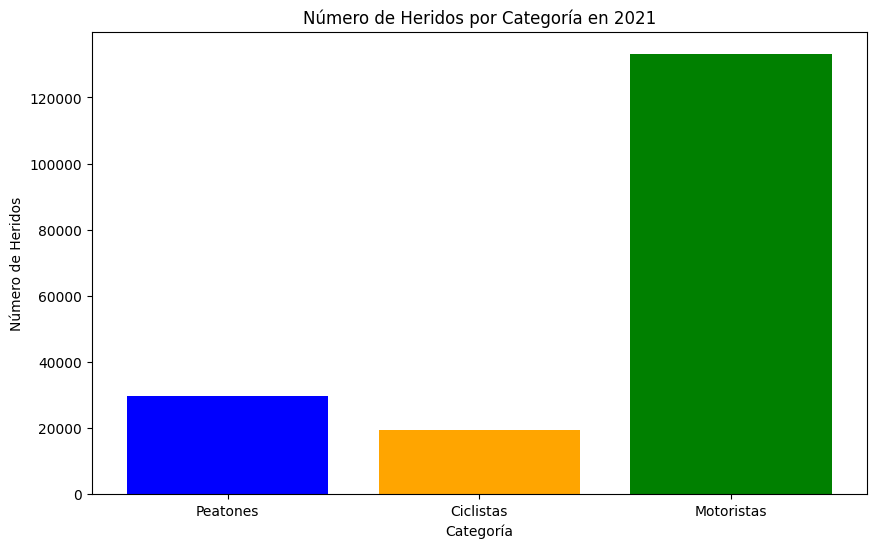 Número de Heridos por Categoría en 2021
Número de Heridos
120000
100000
80000
60000
40000
20000
0
Peatones
Ciclistas
Motoristas
Categoría